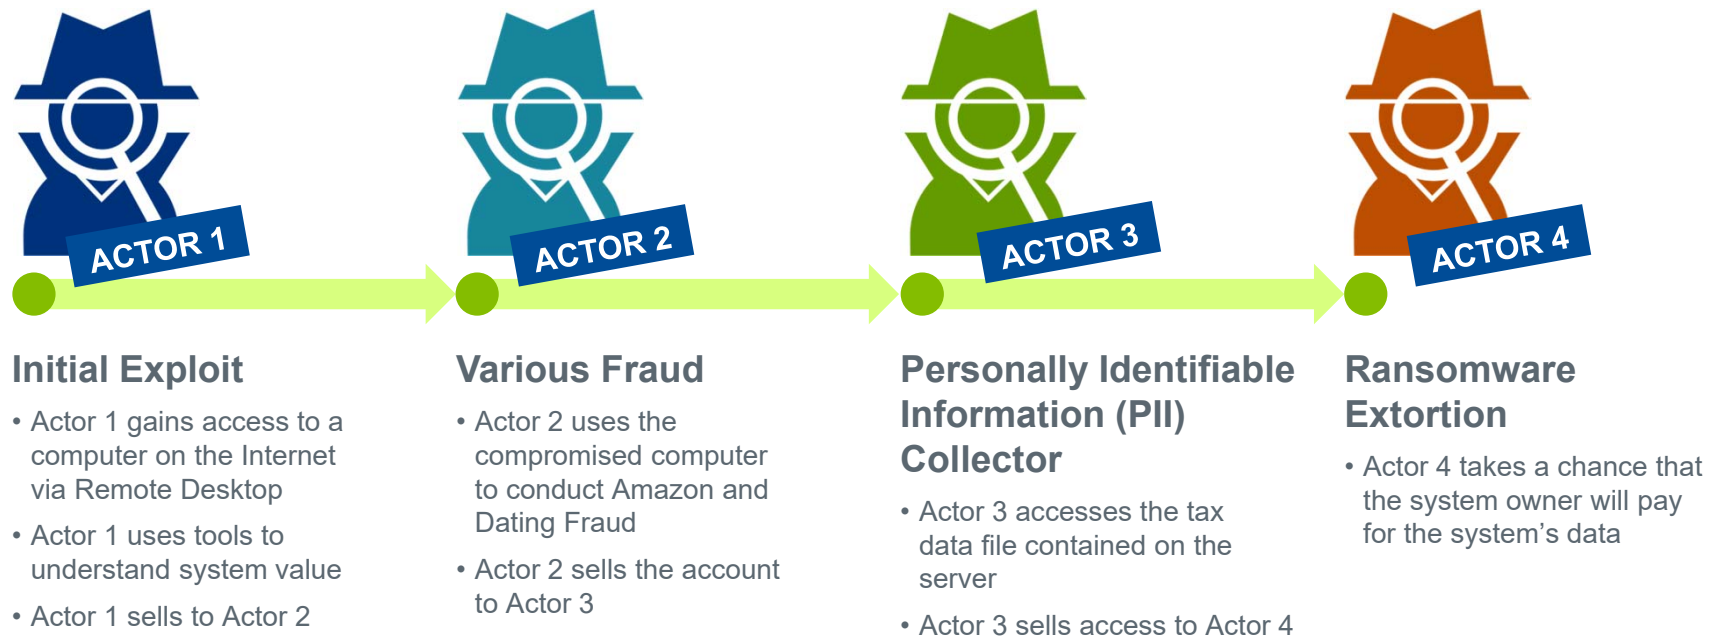 ACTOR 1
ACTOR 2
ACTOR 3
ACTOR 4
Initial Exploit
• Actor 1 gains access to a
computer on the Internet
via Remote Desktop
• Actor 1 uses tools to
understand system value
• Actor 1 sells to Actor 2
Various Fraud
• Actor 2 uses the
compromised computer
to conduct Amazon and
Dating Fraud
• Actor 2 sells the account
to Actor 3
Personally Identifiable
Information (PII)
Collector
• Actor 3 accesses the tax
data file contained on the
server
• Actor 3 sells access to Actor 4
Ransomware
Extortion
• Actor 4 takes a chance that
the system owner will pay
for the system’s data